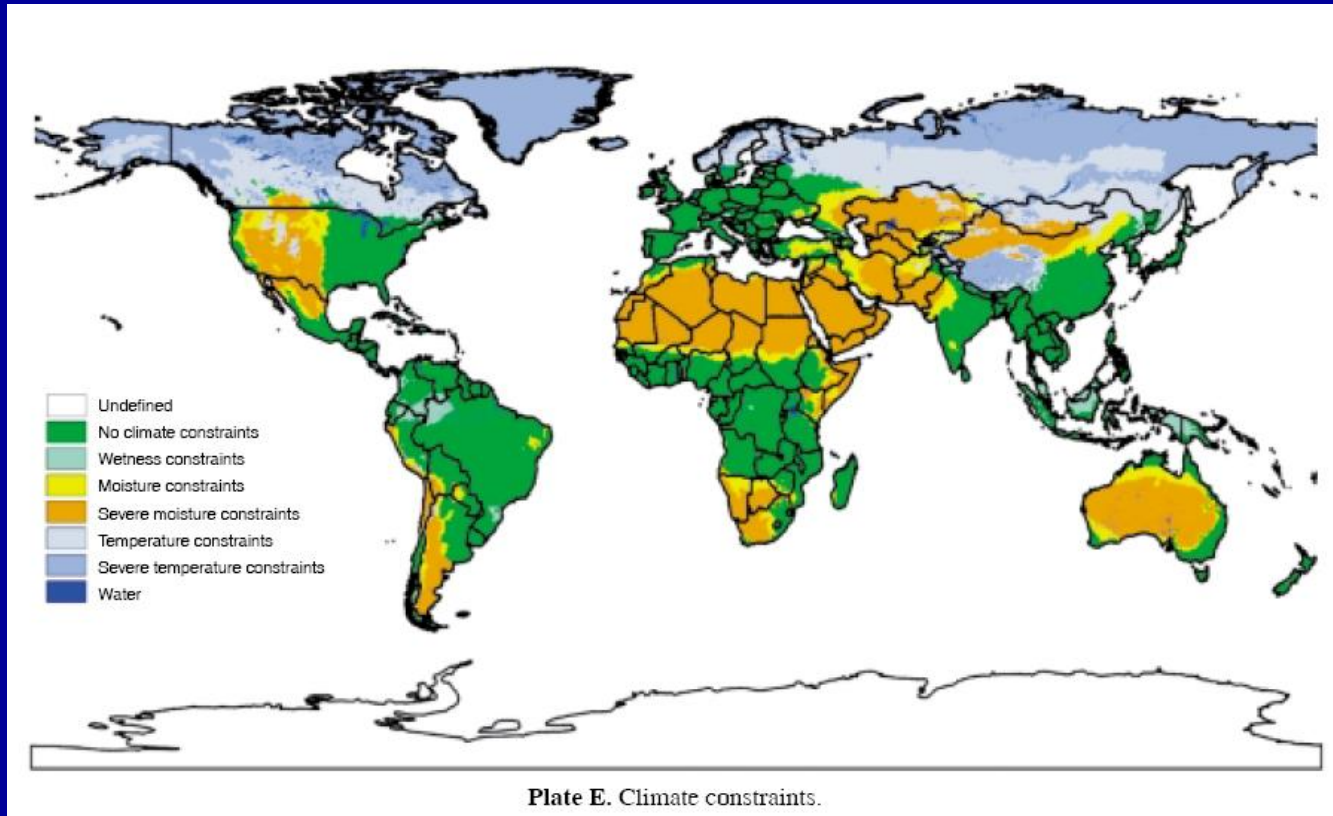 Undefined
No climate constraints
Wetness constraints
Moisture constraints
Severe moisture constraints
Temperature constraints
Severe temperature constraints
Water
Plate E. Climate constraints.